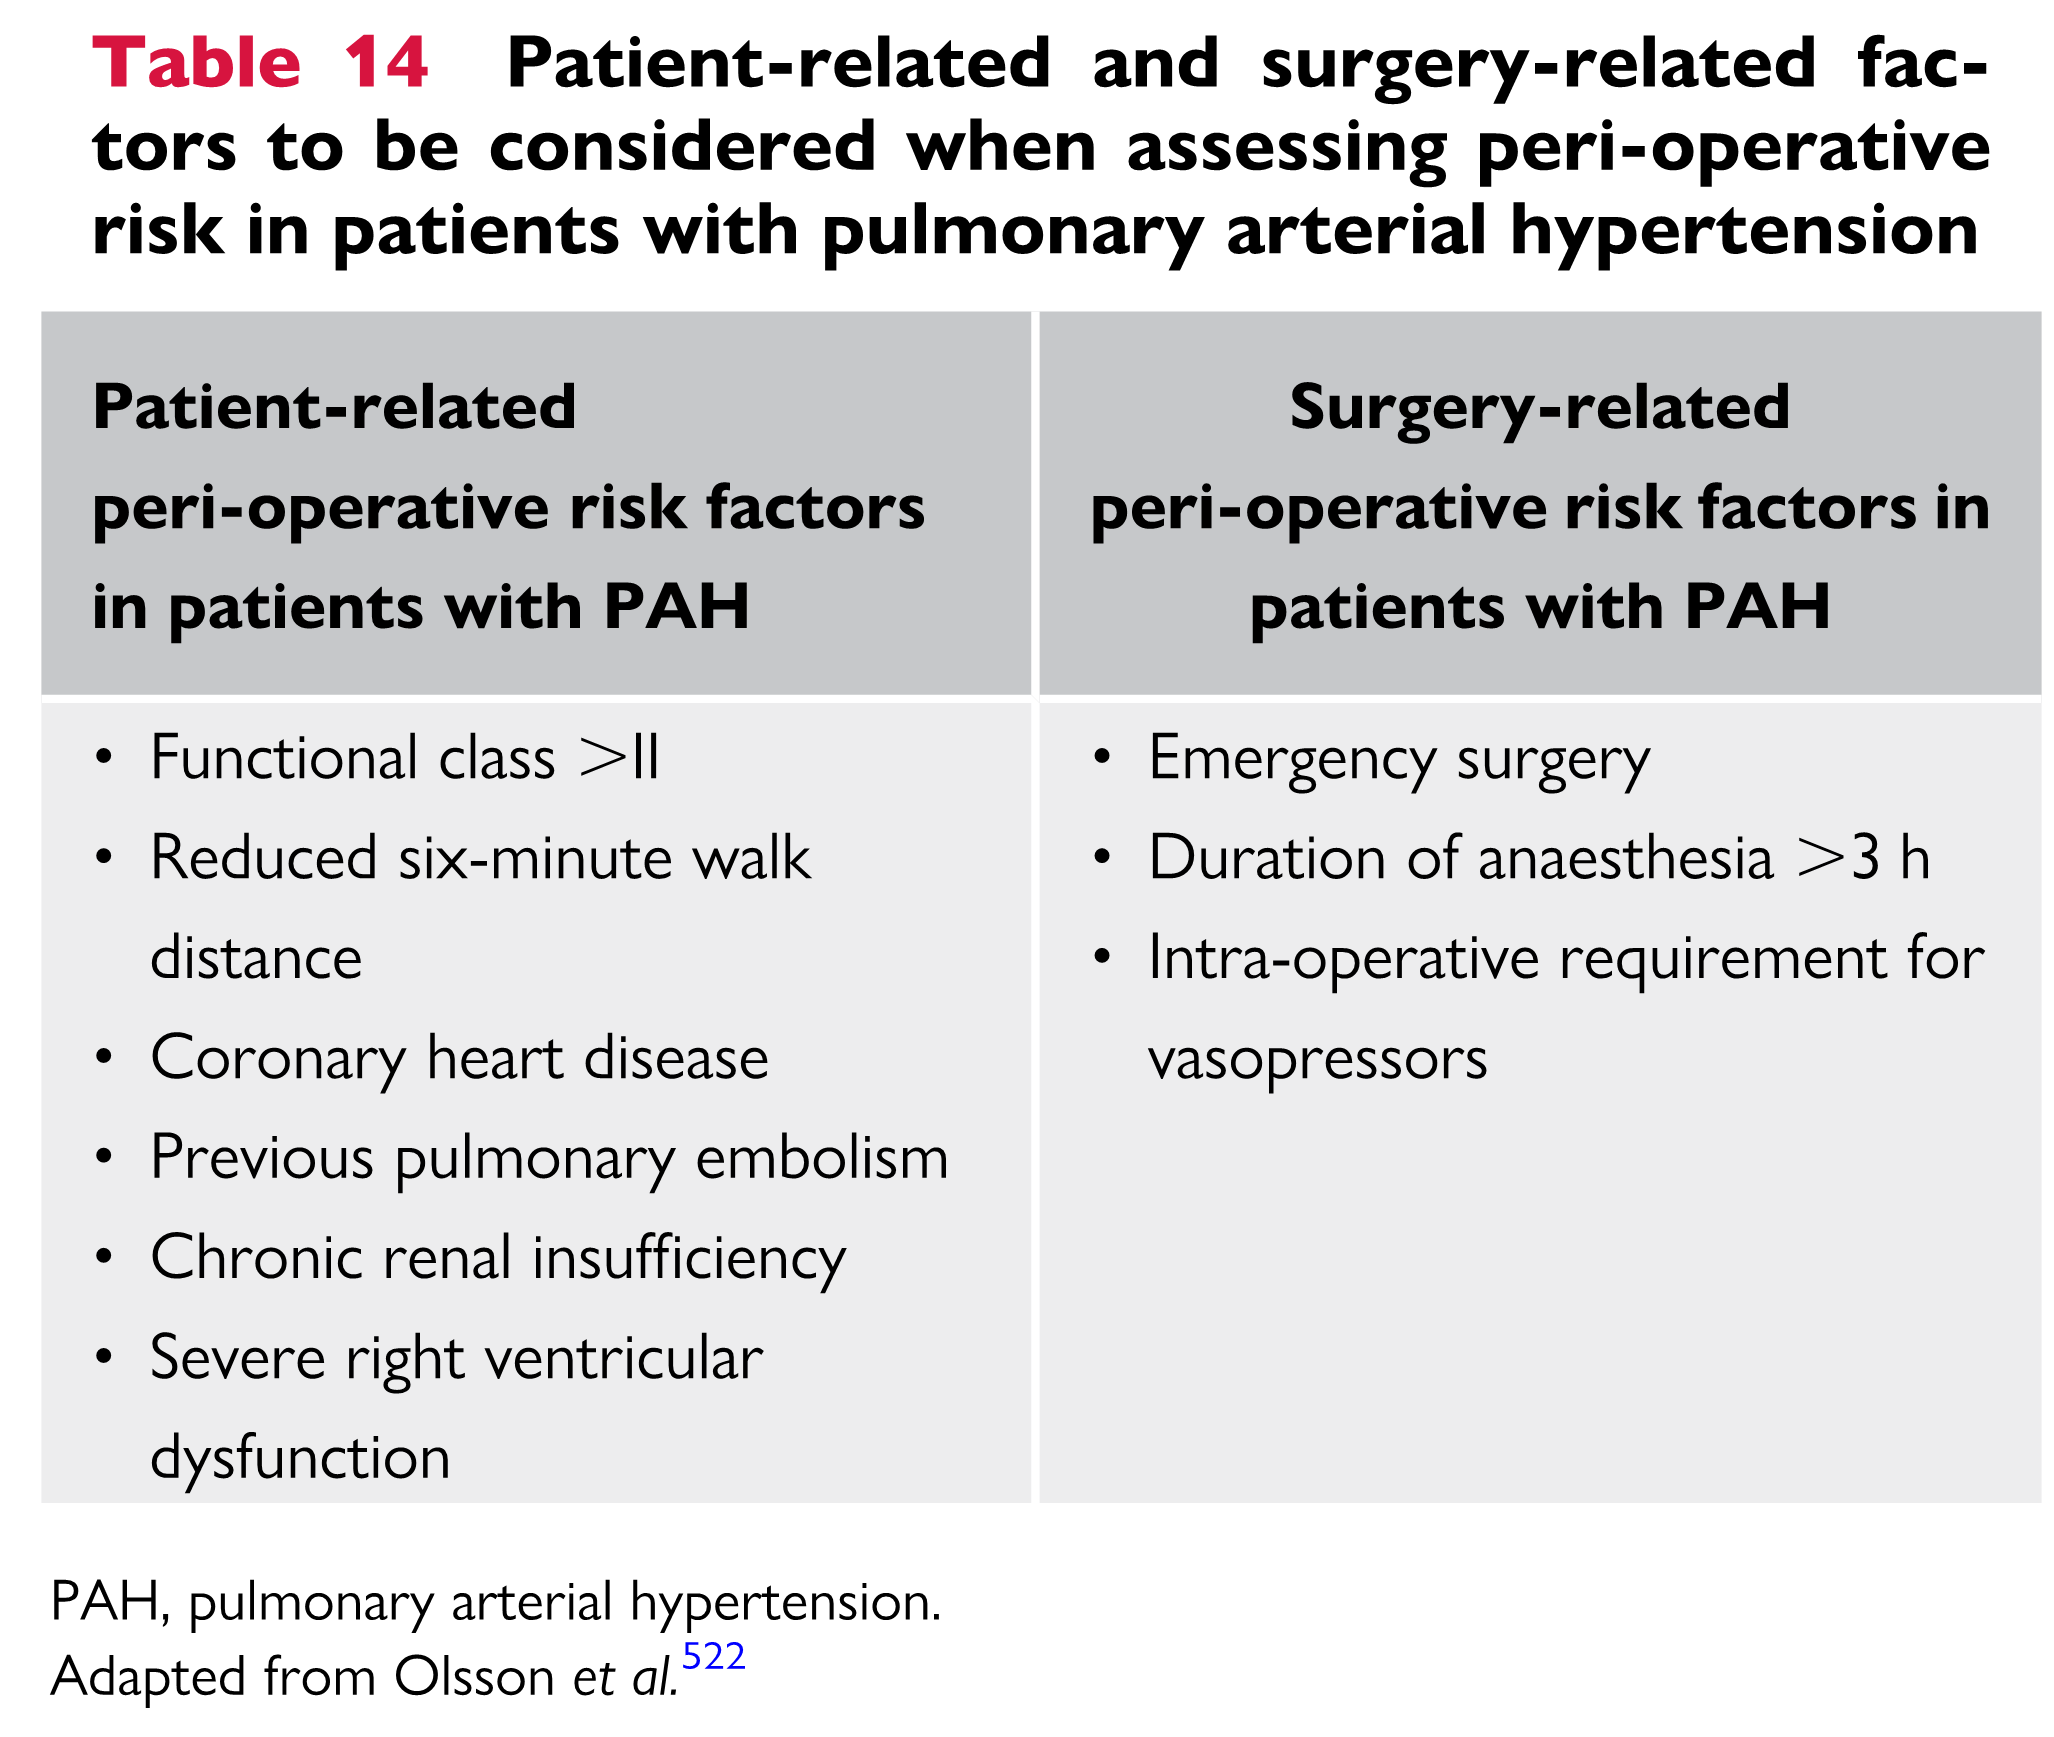 Table 14 Patient-related and surgery-related fac-
tors to be considered when assessing peri-operative
risk in patients with pulmonary arterial hypertension
Patient-related
peri-operative risk factors
in patients with PAH
Surgery-related
peri-operative risk factors in
patients with PAH
• Functional class >II
• Reduced six-minute walk
distance
• Coronary heart disease
• Previous pulmonary embolism
• Chronic renal insufficiency
• Severe right ventricular
dysfunction
• Emergency surgery
• Duration of anaesthesia >3 h
• Intra-operative requirement for
vasopressors
PAH, pulmonary arterial hypertension.
Adapted from Olsson et al.522